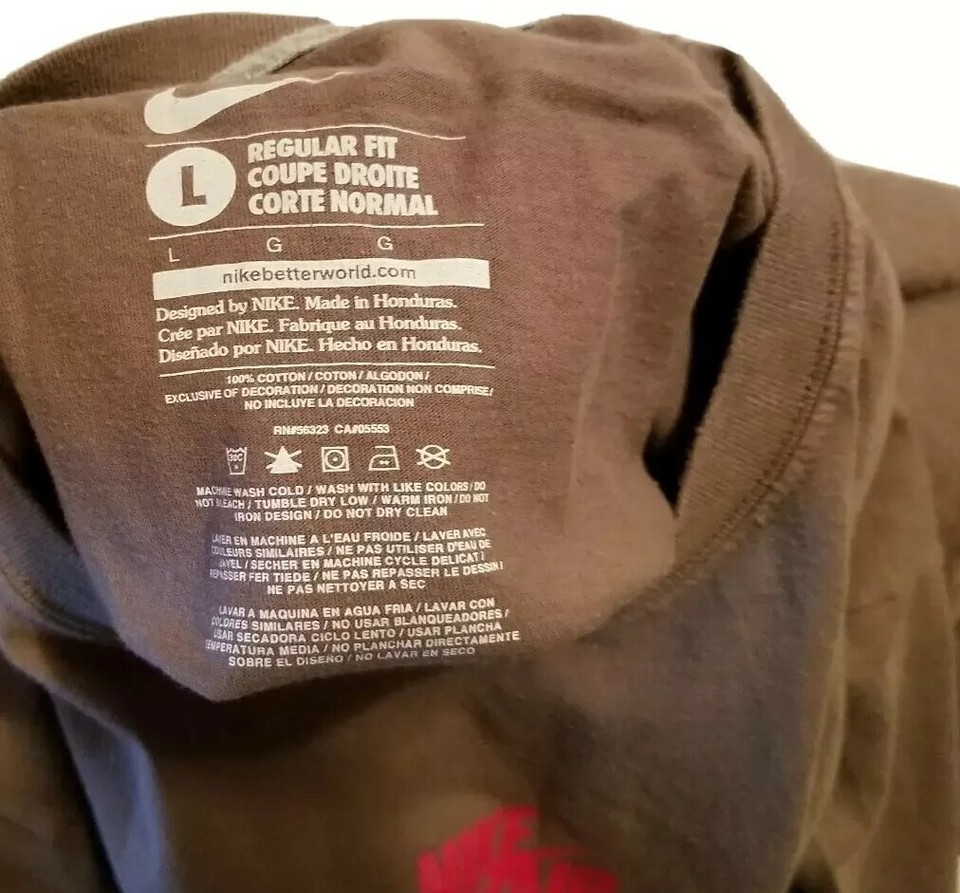 L
REGULAR FIT
COUPE DROITE
CORTE NORMAL
L G G
nikebetterworld.com
Designed by NIKE. Made in Honduras.
Crée par NIKE. Fabrique au Honduras.
Diseñado por NIKE. Hecho en Honduras.
100% COTTON / COTON / ALGODON /
EXCLUSIVE OF DECORATION / DECORATION NON COMPRISE/
NO INCLUYE LA DECORACION
RN#56323 CA#05553
30C
MACHINE WASH COLD / WASH WITH LIKE COLORS / DO
NOT BLEACH / TUMBLE DRY LOW / WARM IRON / DO NOT
IRON DESIGN / DO NOT DRY CLEAN
LAVER EN MACHINE A L'EAU FROIDE / LAVER AVEC
COULEURS SIMILAIRES / NE PAS UTILISER D'EAU DE
JAVEL / SECHER EN MACHINE CYCLE DELICAT /
REPASSER FER TIEDE / NE PAS REPASSER LE DESSIN /
NE PAS NETTOYER A SEC
LAVAR A MAQUINA EN AGUA FRIA / LAVAR CON
COLORES SIMILARES / NO USAR BLANQUEADORES /
USAR SECADORA CICLO LENTO / USAR PLANCHA
TEMPERATURA MEDIA / NO PLANCHAR DIRECTAMENTE
SOBRE EL DISEÑO / NO LAVAR EN SECO
NIKE